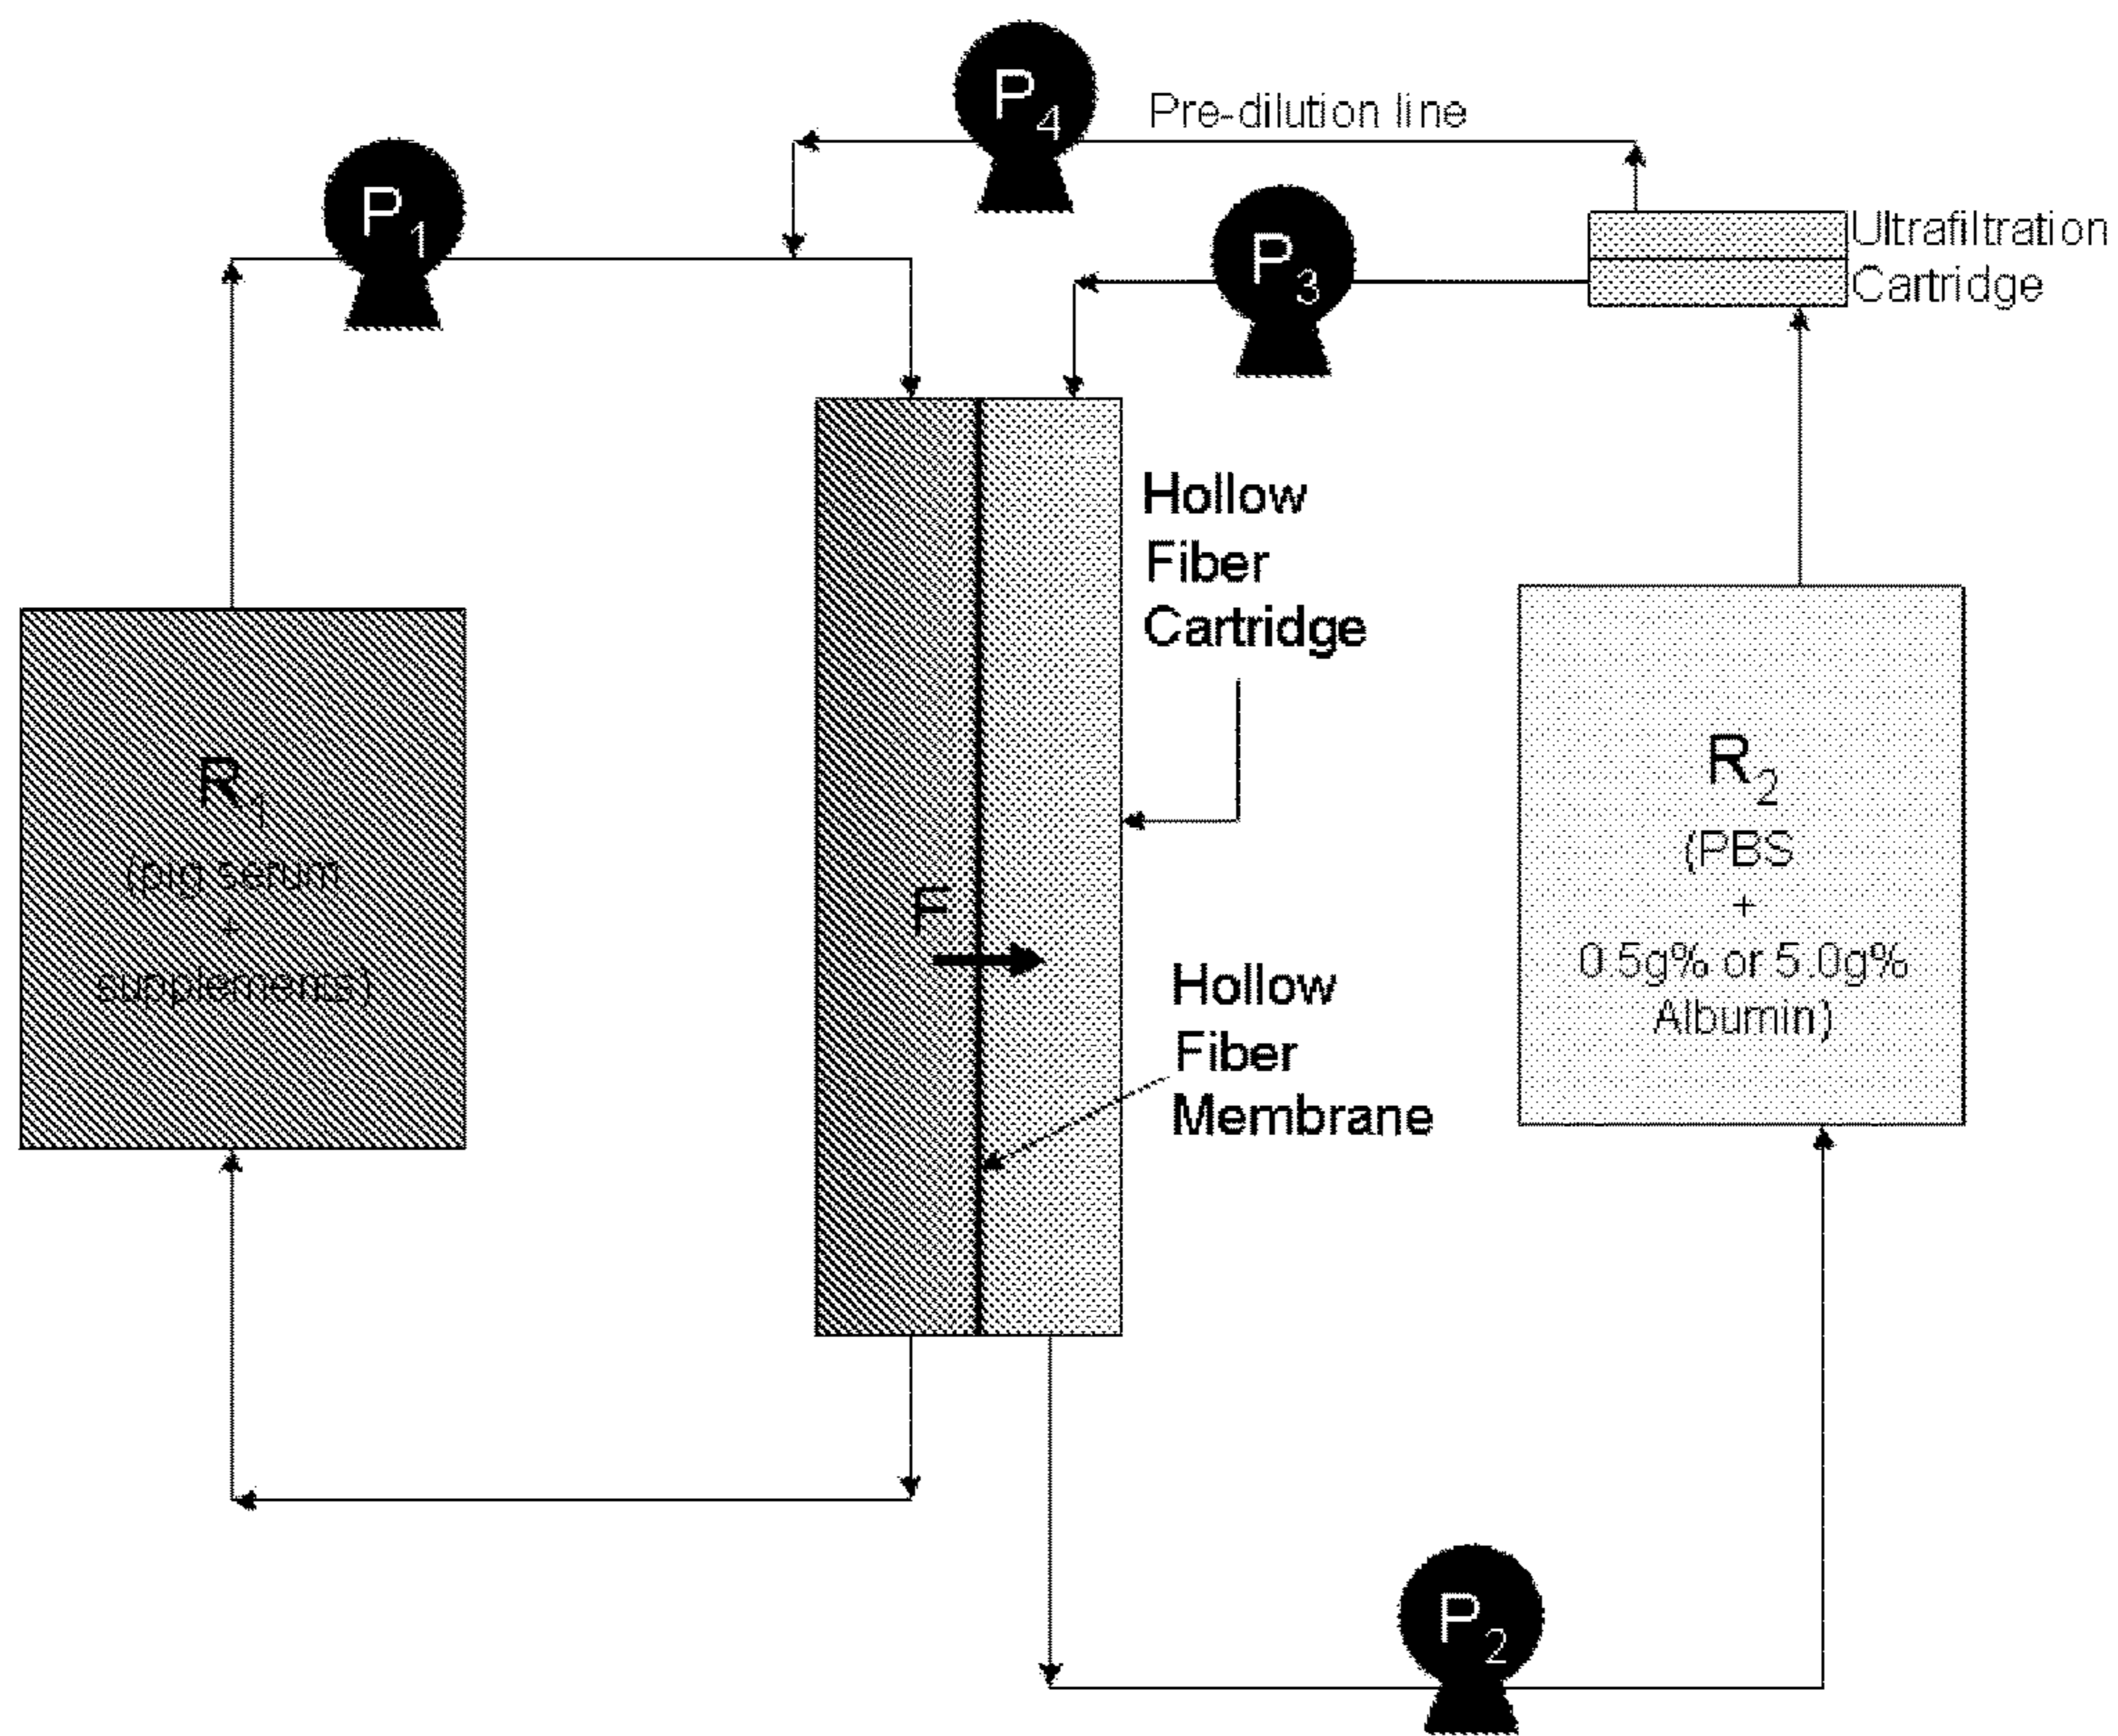 P4
Pre-dilution line
P1
P3
Ultrafiltration
Cartridge
Hollow
Fiber
Cartridge
R1
(pig serum
+
supplements)
F
Hollow
Fiber
Membrane
R2
(PBS
+
0.5g% or 5.0g%
Albumin)
P2